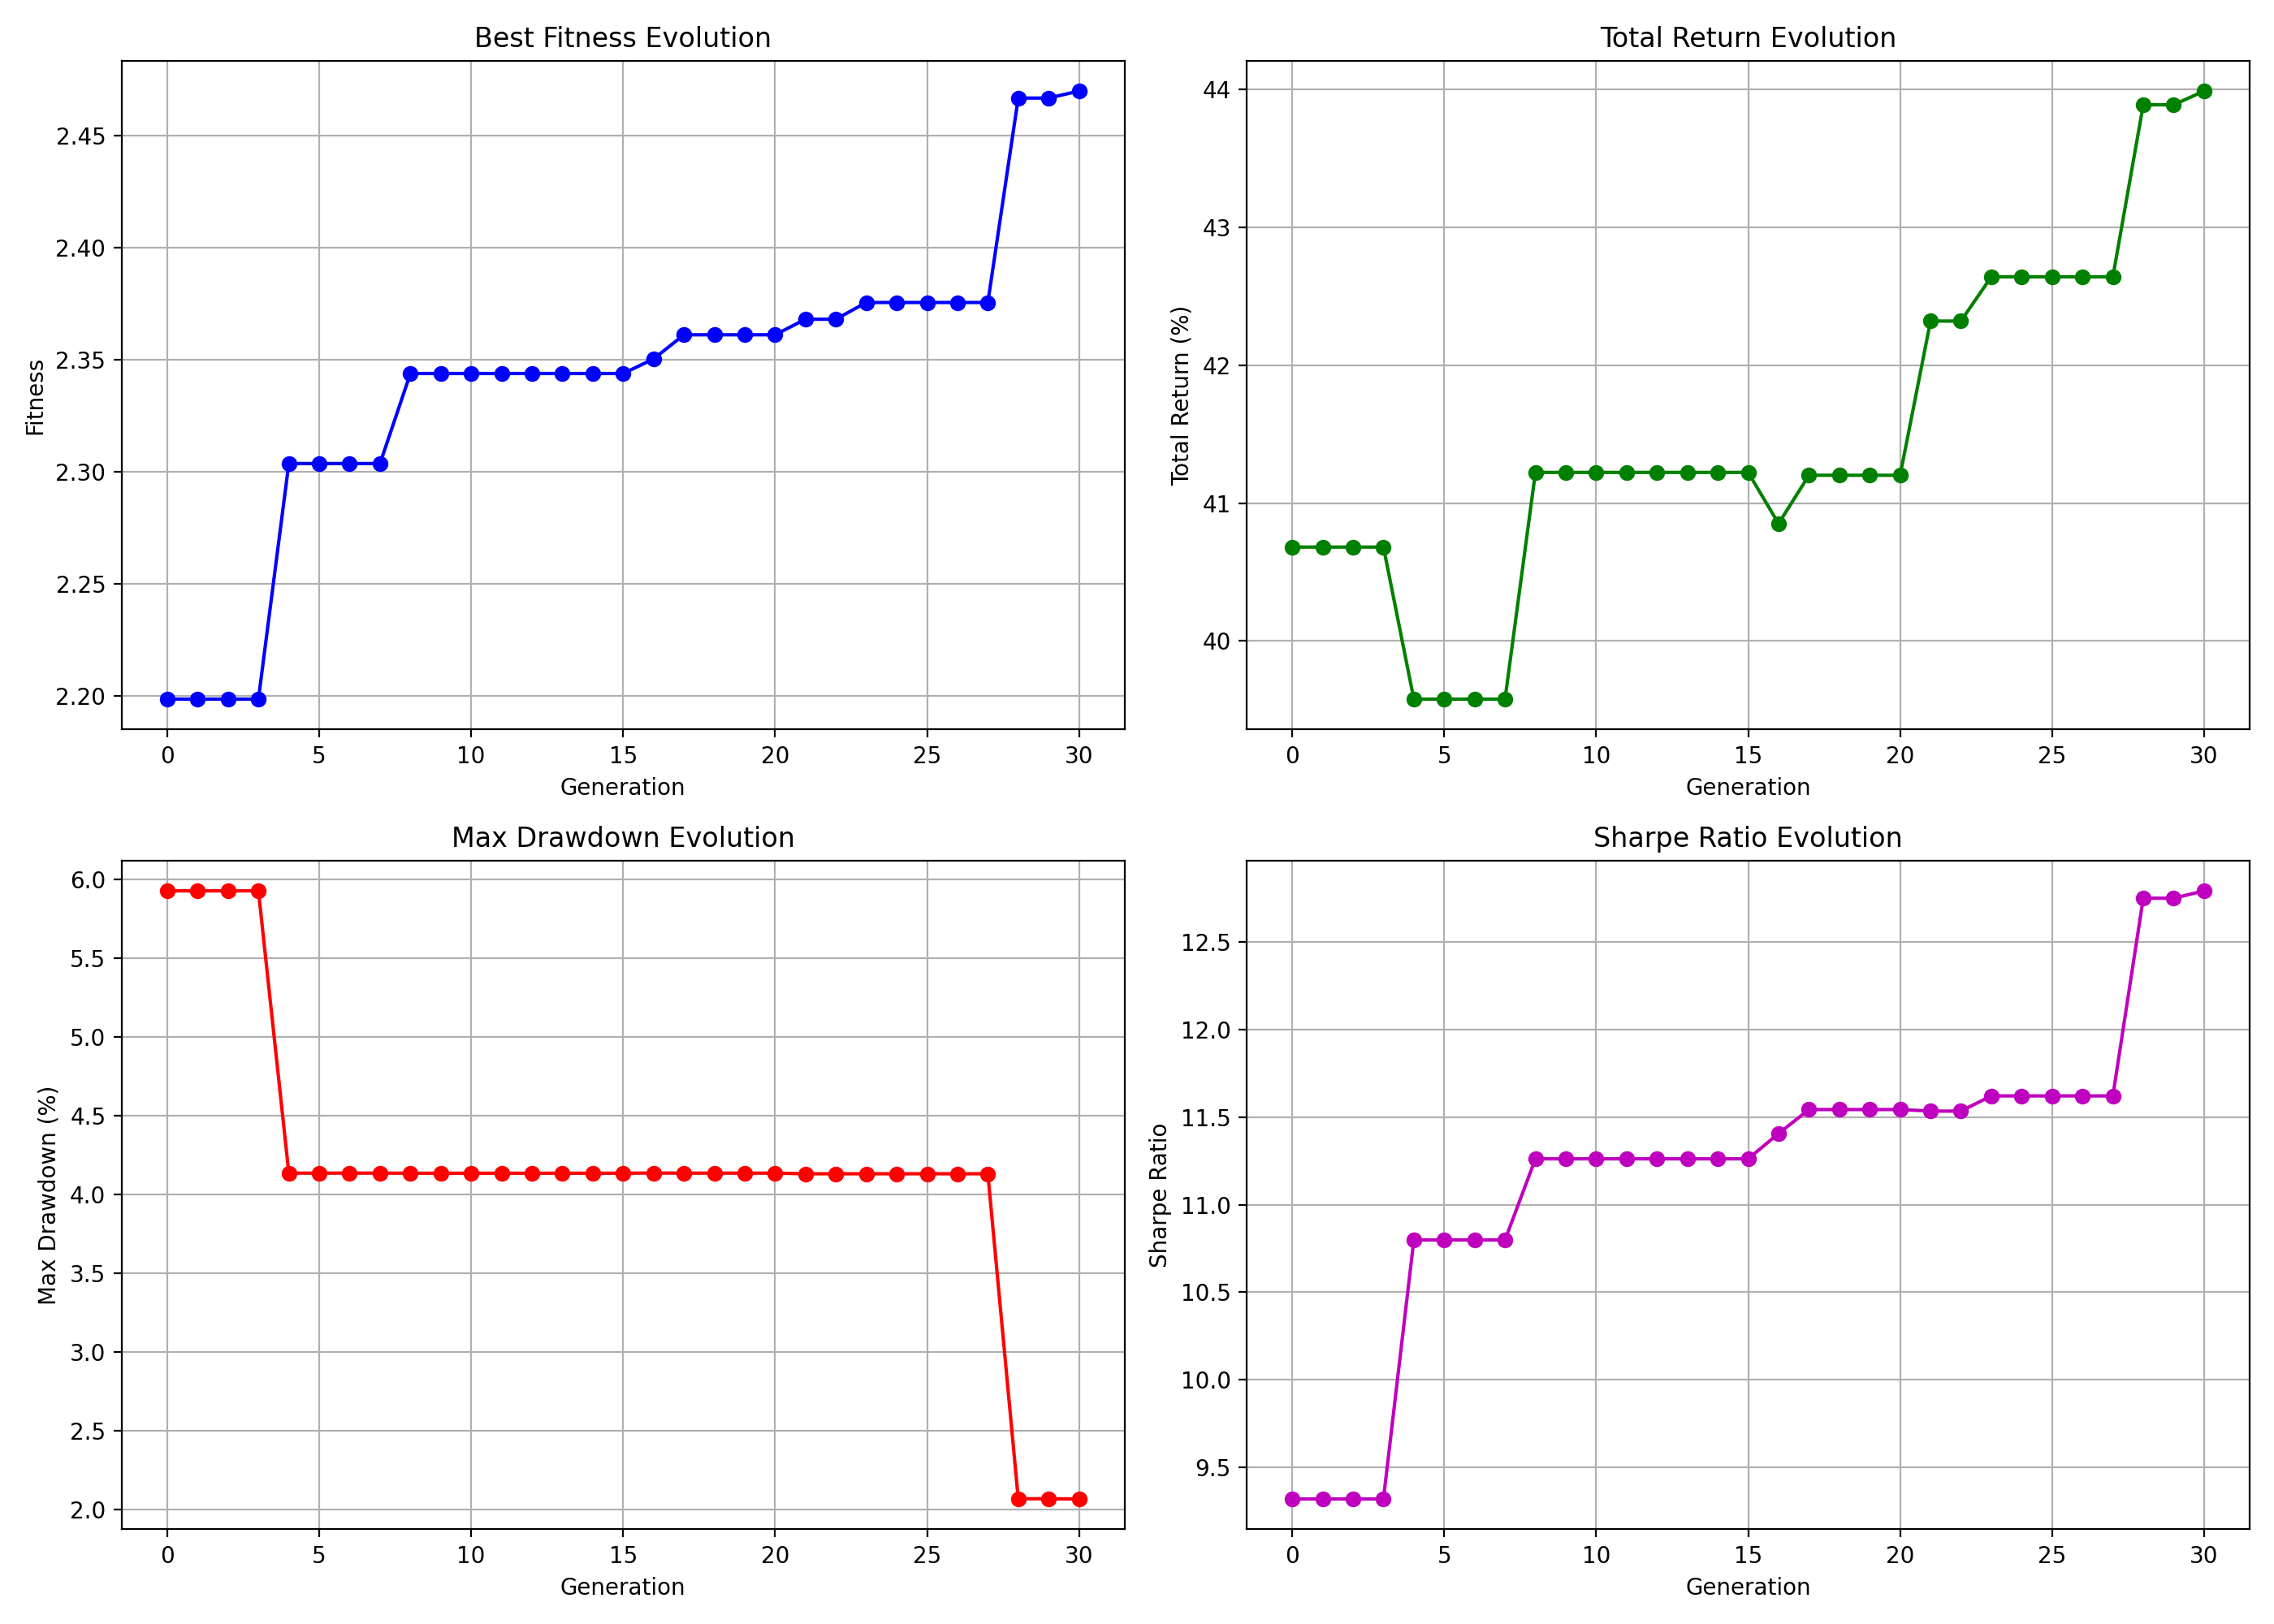 Best Fitness Evolution
2.45
2.40
2.35
2.30
2.25
2.20
Fitness
0 5 10 15 20 25 30
Generation
Total Return Evolution
44
43
42
41
40
Total Return (%)
0 5 10 15 20 25 30
Generation
Max Drawdown Evolution
6.0
5.5
5.0
4.5
4.0
3.5
3.0
2.5
2.0
Max Drawdown (%)
0 5 10 15 20 25 30
Generation
Sharpe Ratio Evolution
12.5
12.0
11.5
11.0
10.5
10.0
9.5
Sharpe Ratio
0 5 10 15 20 25 30
Generation